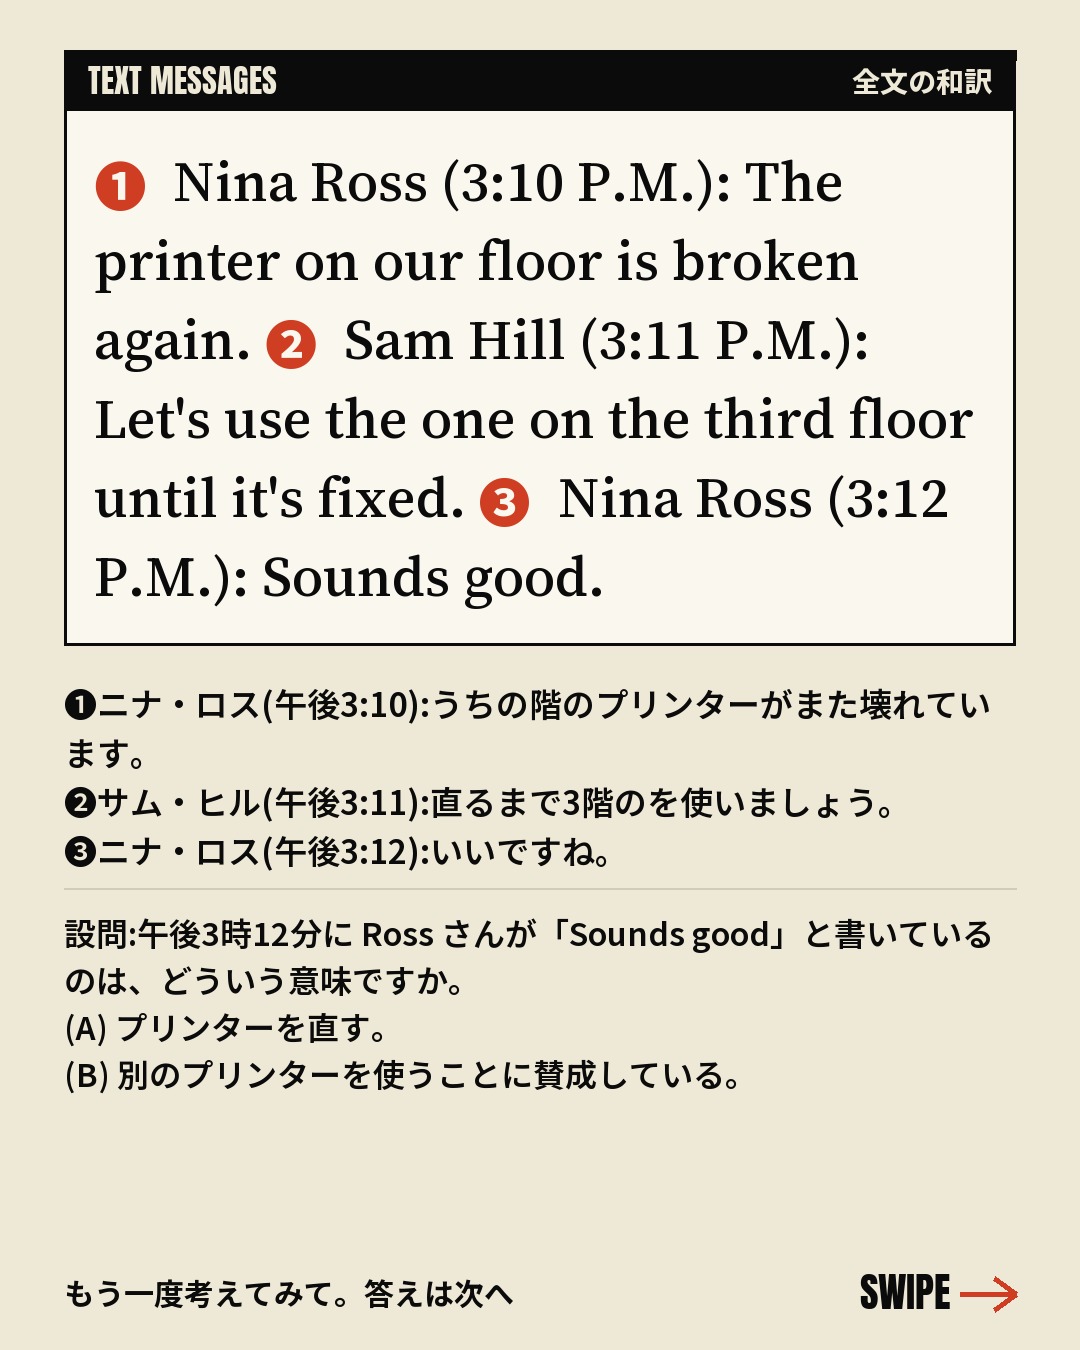 TEXT MESSAGES 全文の和訳
❶ Nina Ross (3:10 P.M.): The
printer on our floor is broken
again. ❷ Sam Hill (3:11 P.M.):
Let's use the one on the third floor
until it's fixed. ❸ Nina Ross (3:12
P.M.): Sounds good.
❶ニナ・ロス(午後3:10):うちの階のプリンターがまた壊れてい
ます。
❷サム・ヒル(午後3:11):直るまで3階のを使いましょう。
❸ニナ・ロス(午後3:12):いいですね。
設問:午後3時12分に Ross さんが「Sounds good」と書いている
のは、どういう意味ですか。
(A) プリンターを直す。
(B) 別のプリンターを使うことに賛成している。
もう一度考えてみて。答えは次へ SWIPE →